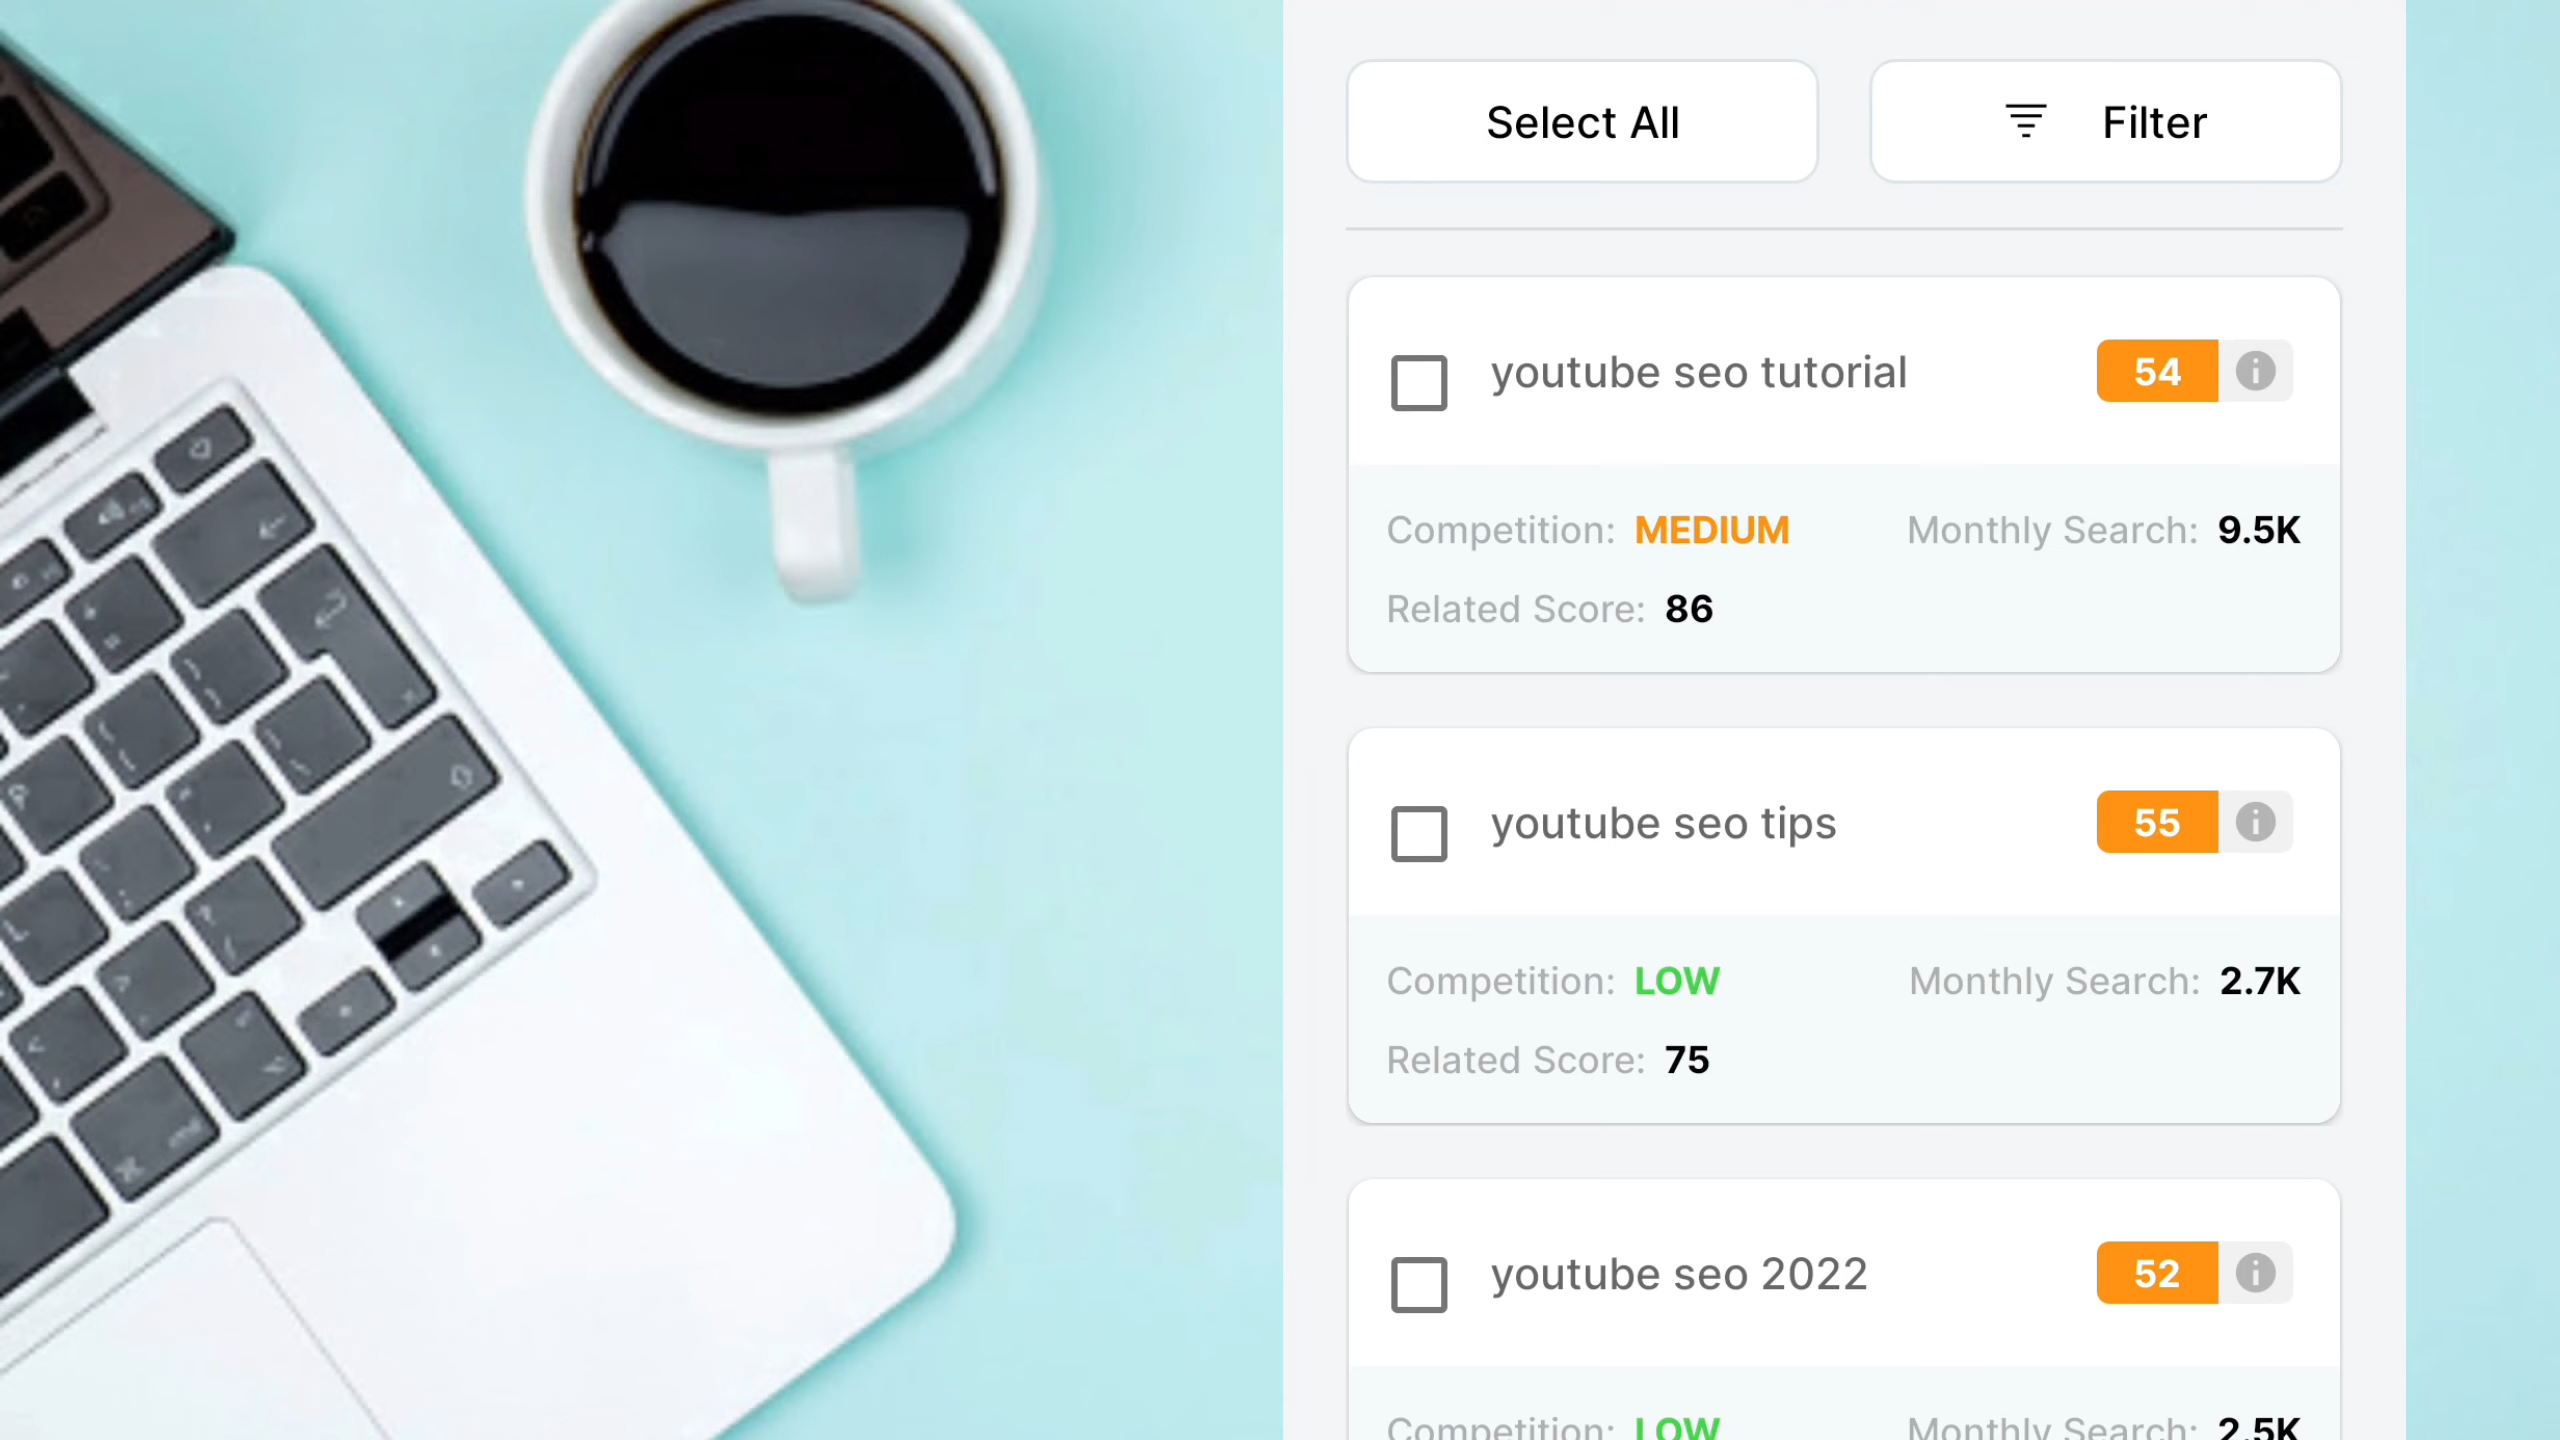 Select All
Filter
youtube seo tutorial
54
Competition: MEDIUM
Monthly Search: 9.5K
Related Score: 86
youtube seo tips
55
Competition: LOW
Monthly Search: 2.7K
Related Score: 75
youtube seo 2022
52
Competition: LOW
Monthly Search: 2.5K